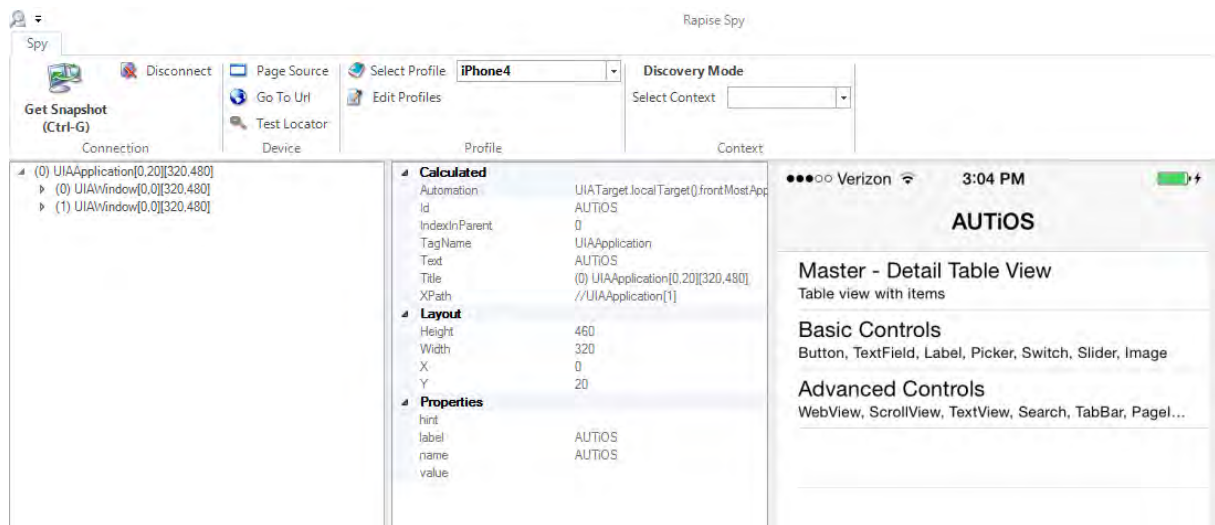 Rapise Spy
Spy
Get Snapshot
(Ctrl-G)
Disconnect
Connection
Page Source
Go To Url
Test Locator
Device
Select Profile iPhone4
Edit Profiles
Profile
Discovery Mode
Select Context
Context
(0) UIAApplication[0,20][320,480]
(0) UIAWindow[0,0][320,480]
(1) UIAWindow[0,0][320,480]
Calculated
Automation UIATarget.localTarget().frontMostApp
Id AUTiOS
IndexInParent 0
TagName UIAApplication
Text AUTiOS
Title (0) UIAApplication[0,20][320,480]
XPath //UIAApplication[1]
Layout
Height 460
Width 320
X 0
Y 20
Properties
hint
label AUTiOS
name AUTiOS
value
Verizon 3:04 PM
AUTiOS
Master - Detail Table View
Table view with items
Basic Controls
Button, TextField, Label, Picker, Switch, Slider, Image
Advanced Controls
WebView, ScrollView, TextView, Search, TabBar, PageI...